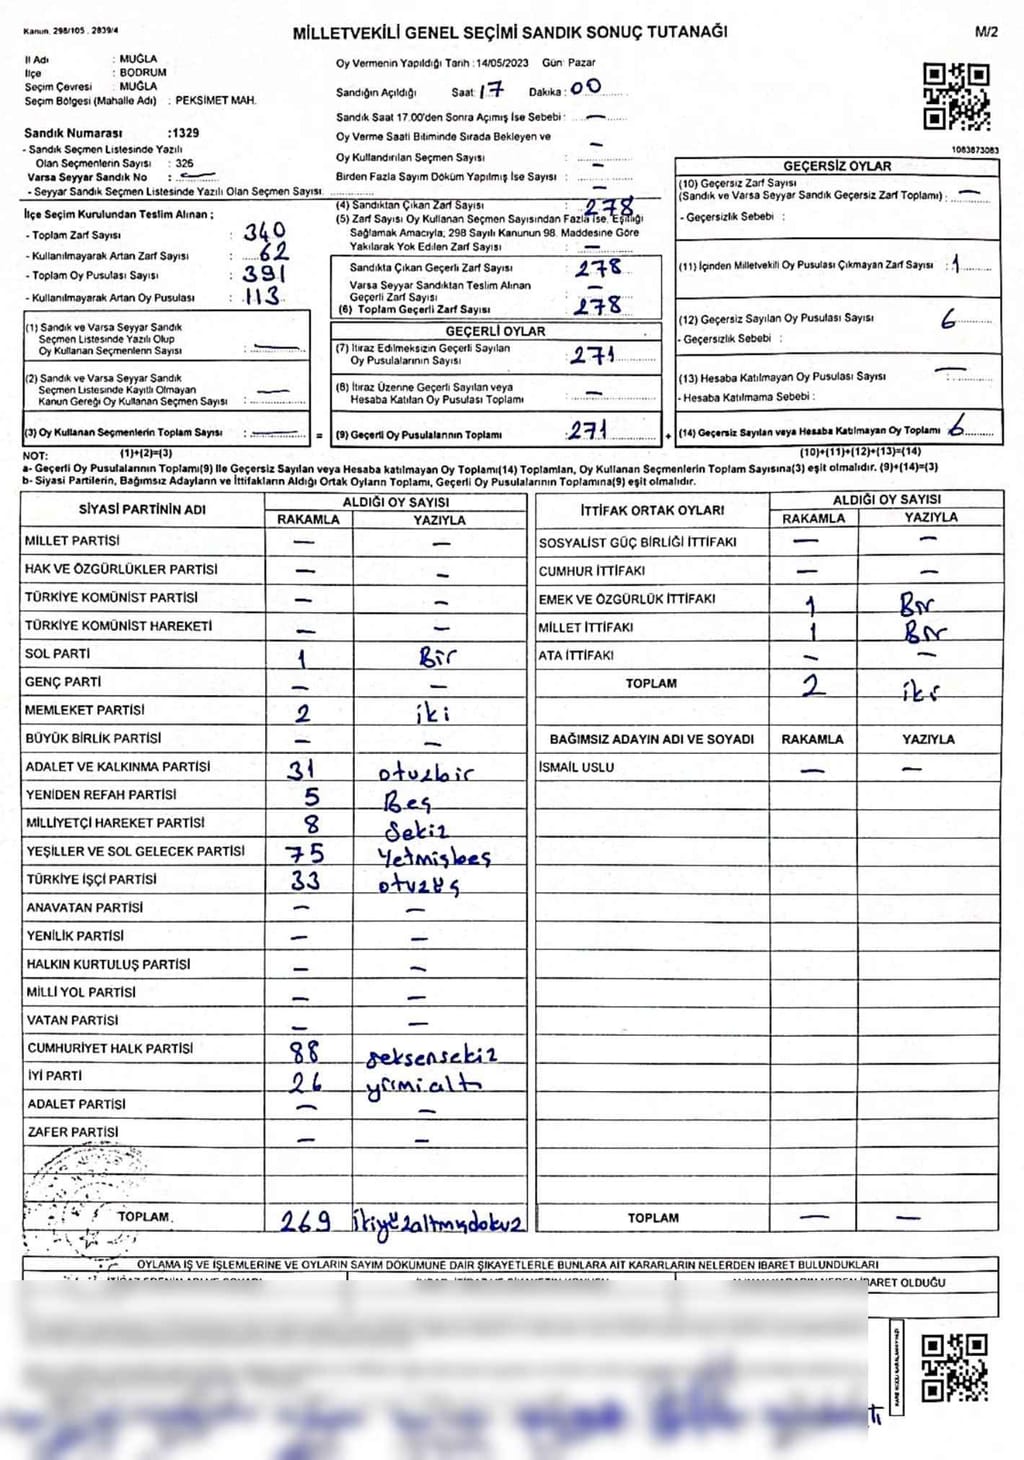 Kanun. 298/105 . 2839/4
MİLLETVEKİLİ GENEL SEÇİMİ SANDIK SONUÇ TUTANAĞI
M/2
İl Adı : MUĞLA
İlçe : BODRUM
Seçim Çevresi : MUĞLA
Seçim Bölgesi (Mahalle Adı) : PEKSİMET MAH.
Sandık Numarası :1329
- Sandık Seçmen Listesinde Yazılı
Olan Seçmenlerin Sayısı : 326
Varsa Seyyar Sandık No : —
- Seyyar Sandık Seçmen Listesinde Yazılı Olan Seçmen Sayısı. —
Oy Vermenin Yapıldığı Tarih :14/05/2023 Gün: Pazar
Sandığın Açıldığı Saat: 17 Dakika : 00
Sandık Saat 17.00'den Sonra Açımış İse Sebebi : —
Oy Verme Saati Bitiminde Sırada Bekleyen ve
Oy Kullandırılan Seçmen Sayısı : —
Birden Fazla Sayım Döküm Yapılmış İse Sayısı : —
1083873083
İlçe Seçim Kurulundan Teslim Alınan ;
- Toplam Zarf Sayısı : 340
- Kullanılmayarak Artan Zarf Sayısı : 62
- Toplam Oy Pusulası Sayısı : 391
- Kullanılmayarak Artan Oy Pusulası : 113
(1) Sandık ve Varsa Seyyar Sandık
Seçmen Listesinde Yazılı Olup
Oy Kullanan Seçmenlerin Sayısı : —
(2) Sandık ve Varsa Seyyar Sandık
Seçmen Listesinde Kayıtlı Olmayan
Kanun Gereği Oy Kullanan Seçmen Sayısı : —
(3) Oy Kullanan Seçmenlerin Toplam Sayısı : — =
(4) Sandıktan Çıkan Zarf Sayısı : 278
(5) Zarf Sayısı Oy Kullanan Seçmen Sayısından Fazla İse, Eşitliği
Sağlamak Amacıyla; 298 Sayılı Kanunun 98. Maddesine Göre
Yakılarak Yok Edilen Zarf Sayısı : —
Sandıkta Çıkan Geçerli Zarf Sayısı : 278
Varsa Seyyar Sandıktan Teslim Alınan
Geçerli Zarf Sayısı : —
(6) Toplam Geçerli Zarf Sayısı : 278
GEÇERLİ OYLAR
(7) İtiraz Edilmeksizin Geçerli Sayılan
Oy Pusulalarının Sayısı : 271
(8) İtiraz Üzerine Geçerli Sayılan veya
Hesaba Katılan Oy Pusulası Toplamı : —
(9) Geçerli Oy Pusulalarının Toplamı : 271 +
GEÇERSİZ OYLAR
(10) Geçersiz Zarf Sayısı
(Sandık ve Varsa Seyyar Sandık Geçersiz Zarf Toplamı) : —
- Geçersizlik Sebebi :
(11) İçinden Milletvekili Oy Pusulası Çıkmayan Zarf Sayısı : 1
(12) Geçersiz Sayılan Oy Pusulası Sayısı : 6
- Geçersizlik Sebebi :
(13) Hesaba Katılmayan Oy Pusulası Sayısı : —
- Hesaba Katılmama Sebebi :
(14) Geçersiz Sayılan veya Hesaba Katılmayan Oy Toplamı : 6
NOT: (1)+(2)=(3) (10)+(11)+(12)+(13)=(14)
a- Geçerli Oy Pusulalarının Toplamı(9) İle Geçersiz Sayılan veya Hesaba katılmayan Oy Toplamı(14) Toplamları, Oy Kullanan Seçmenlerin Toplam Sayısına(3) eşit olmalıdır. (9)+(14)=(3)
b- Siyasi Partilerin, Bağımsız Adayların ve İttifakların Aldığı Ortak Oyların Toplamı, Geçerli Oy Pusulalarının Toplamına(9) eşit olmalıdır.
SİYASİ PARTİNİN ADI ALDIĞI OY SAYISI
RAKAMLA YAZIYLA
MİLLET PARTİSİ — —
HAK VE ÖZGÜRLÜKLER PARTİSİ — —
TÜRKİYE KOMÜNİST PARTİSİ — —
TÜRKİYE KOMÜNİST HAREKETİ — —
SOL PARTİ 1 Bir
GENÇ PARTİ — —
MEMLEKET PARTİSİ 2 iki
BÜYÜK BİRLİK PARTİSİ — —
ADALET VE KALKINMA PARTİSİ 31 otuzbir
YENİDEN REFAH PARTİSİ 5 Beş
MİLLİYETÇİ HAREKET PARTİSİ 8 Sekiz
YEŞİLLER VE SOL GELECEK PARTİSİ 75 Yetmişbeş
TÜRKİYE İŞÇİ PARTİSİ 33 otuzüç
ANAVATAN PARTİSİ — —
YENİLİK PARTİSİ — —
HALKIN KURTULUŞ PARTİSİ — —
MİLLİ YOL PARTİSİ — —
VATAN PARTİSİ — —
CUMHURİYET HALK PARTİSİ 88 seksensekiz
İYİ PARTİ 26 yirmialtı
ADALET PARTİSİ — —
ZAFER PARTİSİ — —
TOPLAM. 269 ikiyüzaltmışdokuz
İTTİFAK ORTAK OYLARI ALDIĞI OY SAYISI
RAKAMLA YAZIYLA
SOSYALİST GÜÇ BİRLİĞİ İTTİFAKI — —
CUMHUR İTTİFAKI — —
EMEK VE ÖZGÜRLÜK İTTİFAKI 1 Bir
MİLLET İTTİFAKI 1 Bir
ATA İTTİFAKI — —
TOPLAM 2 iki
BAĞIMSIZ ADAYIN ADI VE SOYADI RAKAMLA YAZIYLA
İSMAİL USLU — —
TOPLAM — —
OYLAMA İŞ VE İŞLEMLERİNE VE OYLARIN SAYIM DÖKÜMÜNE DAİR ŞİKAYETLERLE BUNLARA AİT KARARLARIN NELERDEN İBARET BULUNDUKLARI
İBARET OLDUĞU